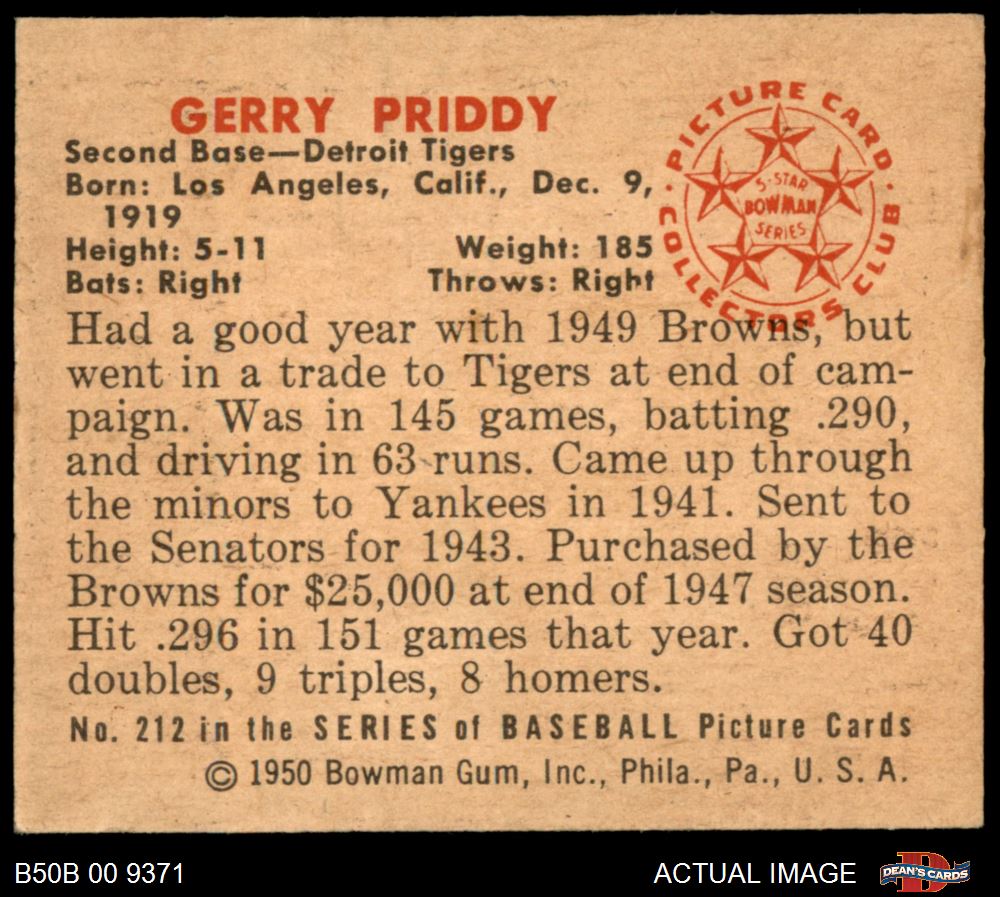 GERRY PRIDDY
Second Base—Detroit Tigers
Born: Los Angeles, Calif., Dec. 9,
1919
Height: 5-11 Weight: 185
Bats: Right Throws: Right
PICTURE CARD
COLLECTORS CLUB
5-STAR
BOWMAN
SERIES
Had a good year with 1949 Browns, but
went in a trade to Tigers at end of cam-
paign. Was in 145 games, batting .290,
and driving in 63 runs. Came up through
the minors to Yankees in 1941. Sent to
the Senators for 1943. Purchased by the
Browns for $25,000 at end of 1947 season.
Hit .296 in 151 games that year. Got 40
doubles, 9 triples, 8 homers.
No. 212 in the SERIES of BASEBALL Picture Cards
© 1950 Bowman Gum, Inc., Phila., Pa., U. S. A.
B50B 00 9371 ACTUAL IMAGE
D
DEAN'S CARDS